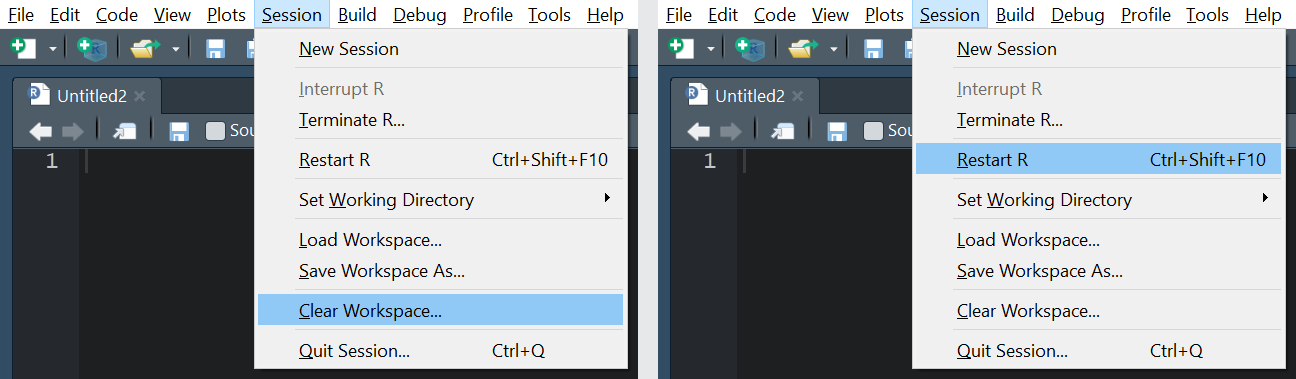 File Edit Code View Plots Session Build Debug Profile Tools Help
New Session
Interrupt R
Untitled2
Terminate R...
Sou
1
Restart R Ctrl+Shift+F10
Set Working Directory
Load Workspace...
Save Workspace As...
Clear Workspace...
Quit Session... Ctrl+Q
File Edit Code View Plots Session Build Debug Profile Tools Help
New Session
Interrupt R
Untitled2
Terminate R...
Sou
1
Restart R Ctrl+Shift+F10
Set Working Directory
Load Workspace...
Save Workspace As...
Clear Workspace...
Quit Session... Ctrl+Q